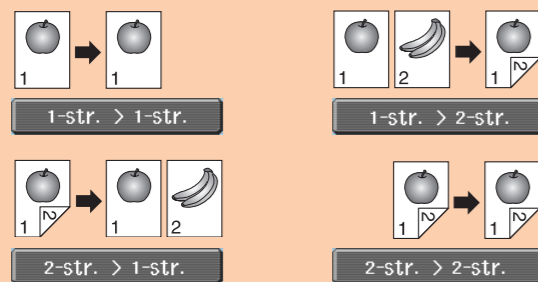 1 1
1 2 1 2
1-str. > 1-str.
1-str. > 2-str.
1 2 1 2
1 2 1 2
2-str. > 1-str.
2-str. > 2-str.